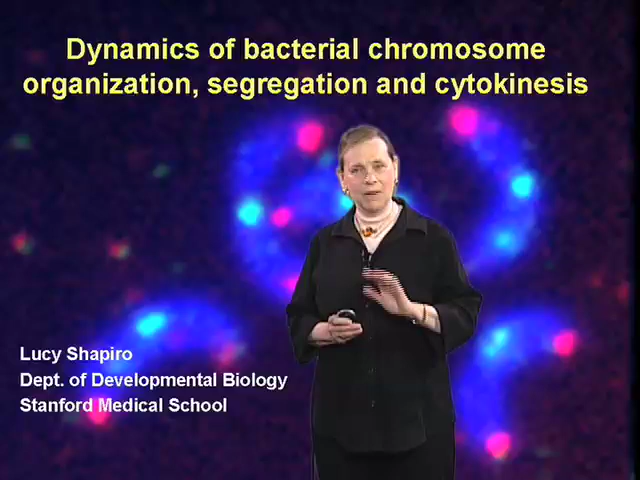 Dynamics of bacterial chromosome
organization, segregation and cytokinesis
Lucy Shapiro
Dept. of Developmental Biology
Stanford Medical School